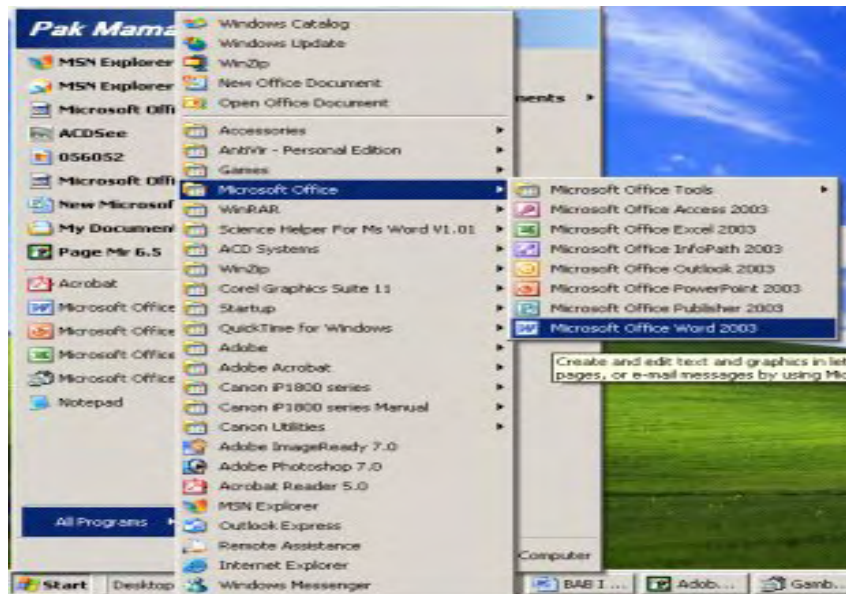 Pak Mama
MSN Explorer
MSN Explorer
Microsoft Offi
ACDSee
056052
Microsoft Offi
New Microsof
My Documen
Page Mr 6.5
Acrobat
Microsoft Office
Microsoft Office
Microsoft Office
Microsoft Office
Notepad
All Programs
Windows Catalog
Windows Update
WinZip
New Office Document
Open Office Document
Accessories
AntiVir - Personal Edition
Games
Microsoft Office
WinRAR
Science Helper For Ms Word V1.01
ACD Systems
WinZip
Corel Graphics Suite 11
Startup
QuickTime for Windows
Adobe
Adobe Acrobat
Canon iP1800 series
Canon iP1800 series Manual
Canon Utilities
Adobe ImageReady 7.0
Adobe Photoshop 7.0
Acrobat Reader 5.0
MSN Explorer
Outlook Express
Remote Assistance
Internet Explorer
Windows Messenger
ments
Microsoft Office Tools
Microsoft Office Access 2003
Microsoft Office Excel 2003
Microsoft Office InfoPath 2003
Microsoft Office Outlook 2003
Microsoft Office PowerPoint 2003
Microsoft Office Publisher 2003
Microsoft Office Word 2003
Create and edit text and graphics in let
pages, or e-mail messages by using Mic
Computer
Start Desktop BAB I ... Adob... Gamb...